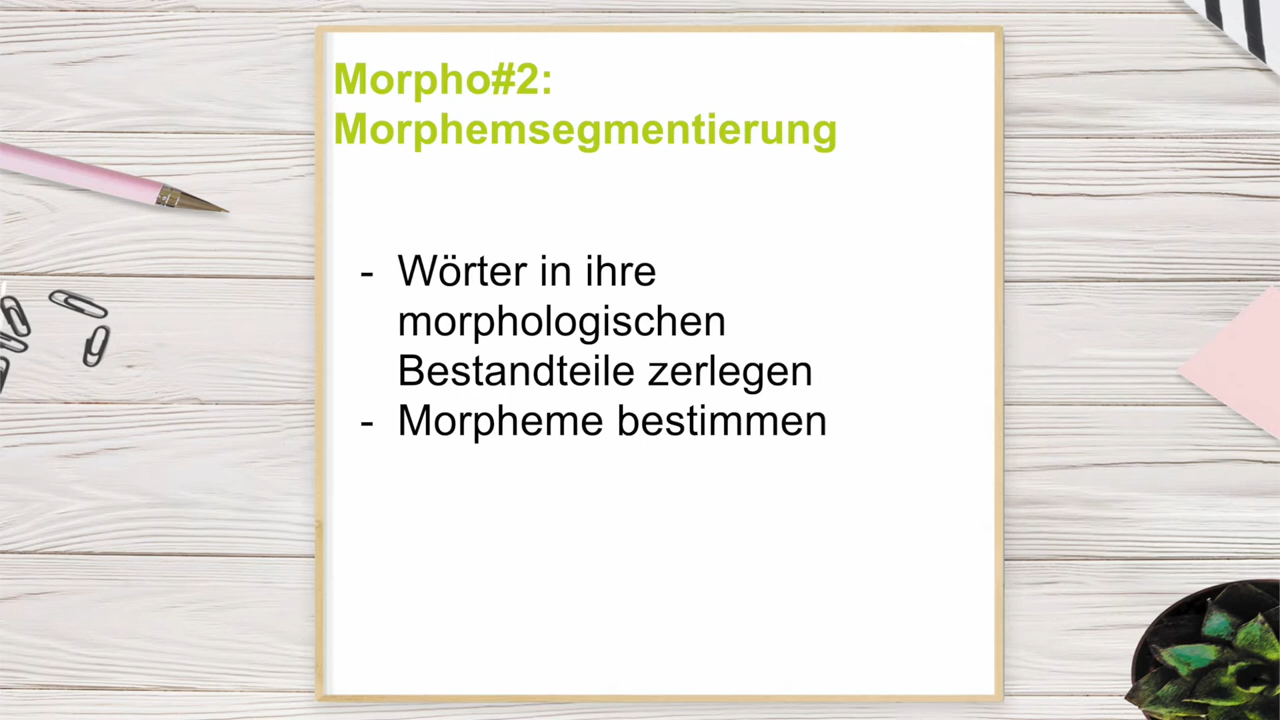 Morpho#2:
Morphemsegmentierung
- Wörter in ihre
morphologischen
Bestandteile zerlegen
- Morpheme bestimmen